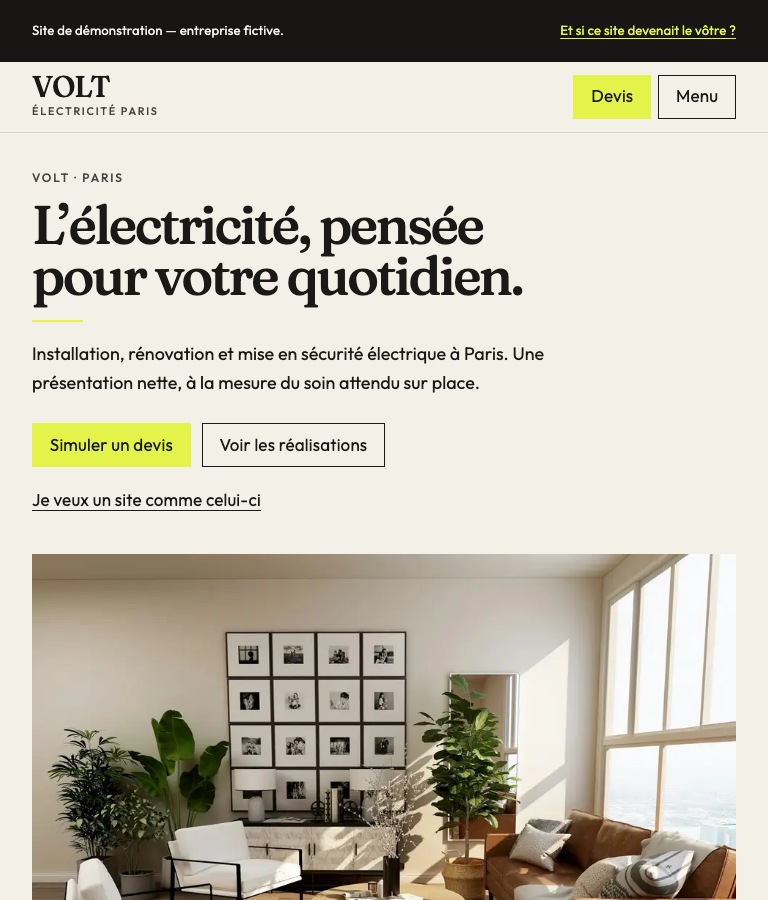 Site de démonstration — entreprise fictive.
Et si ce site devenait le vôtre ?
VOLT
ÉLECTRICITÉ PARIS
Devis
Menu
VOLT · PARIS
L’électricité, pensée
pour votre quotidien.
Installation, rénovation et mise en sécurité électrique à Paris. Une
présentation nette, à la mesure du soin attendu sur place.
Simuler un devis
Voir les réalisations
Je veux un site comme celui-ci